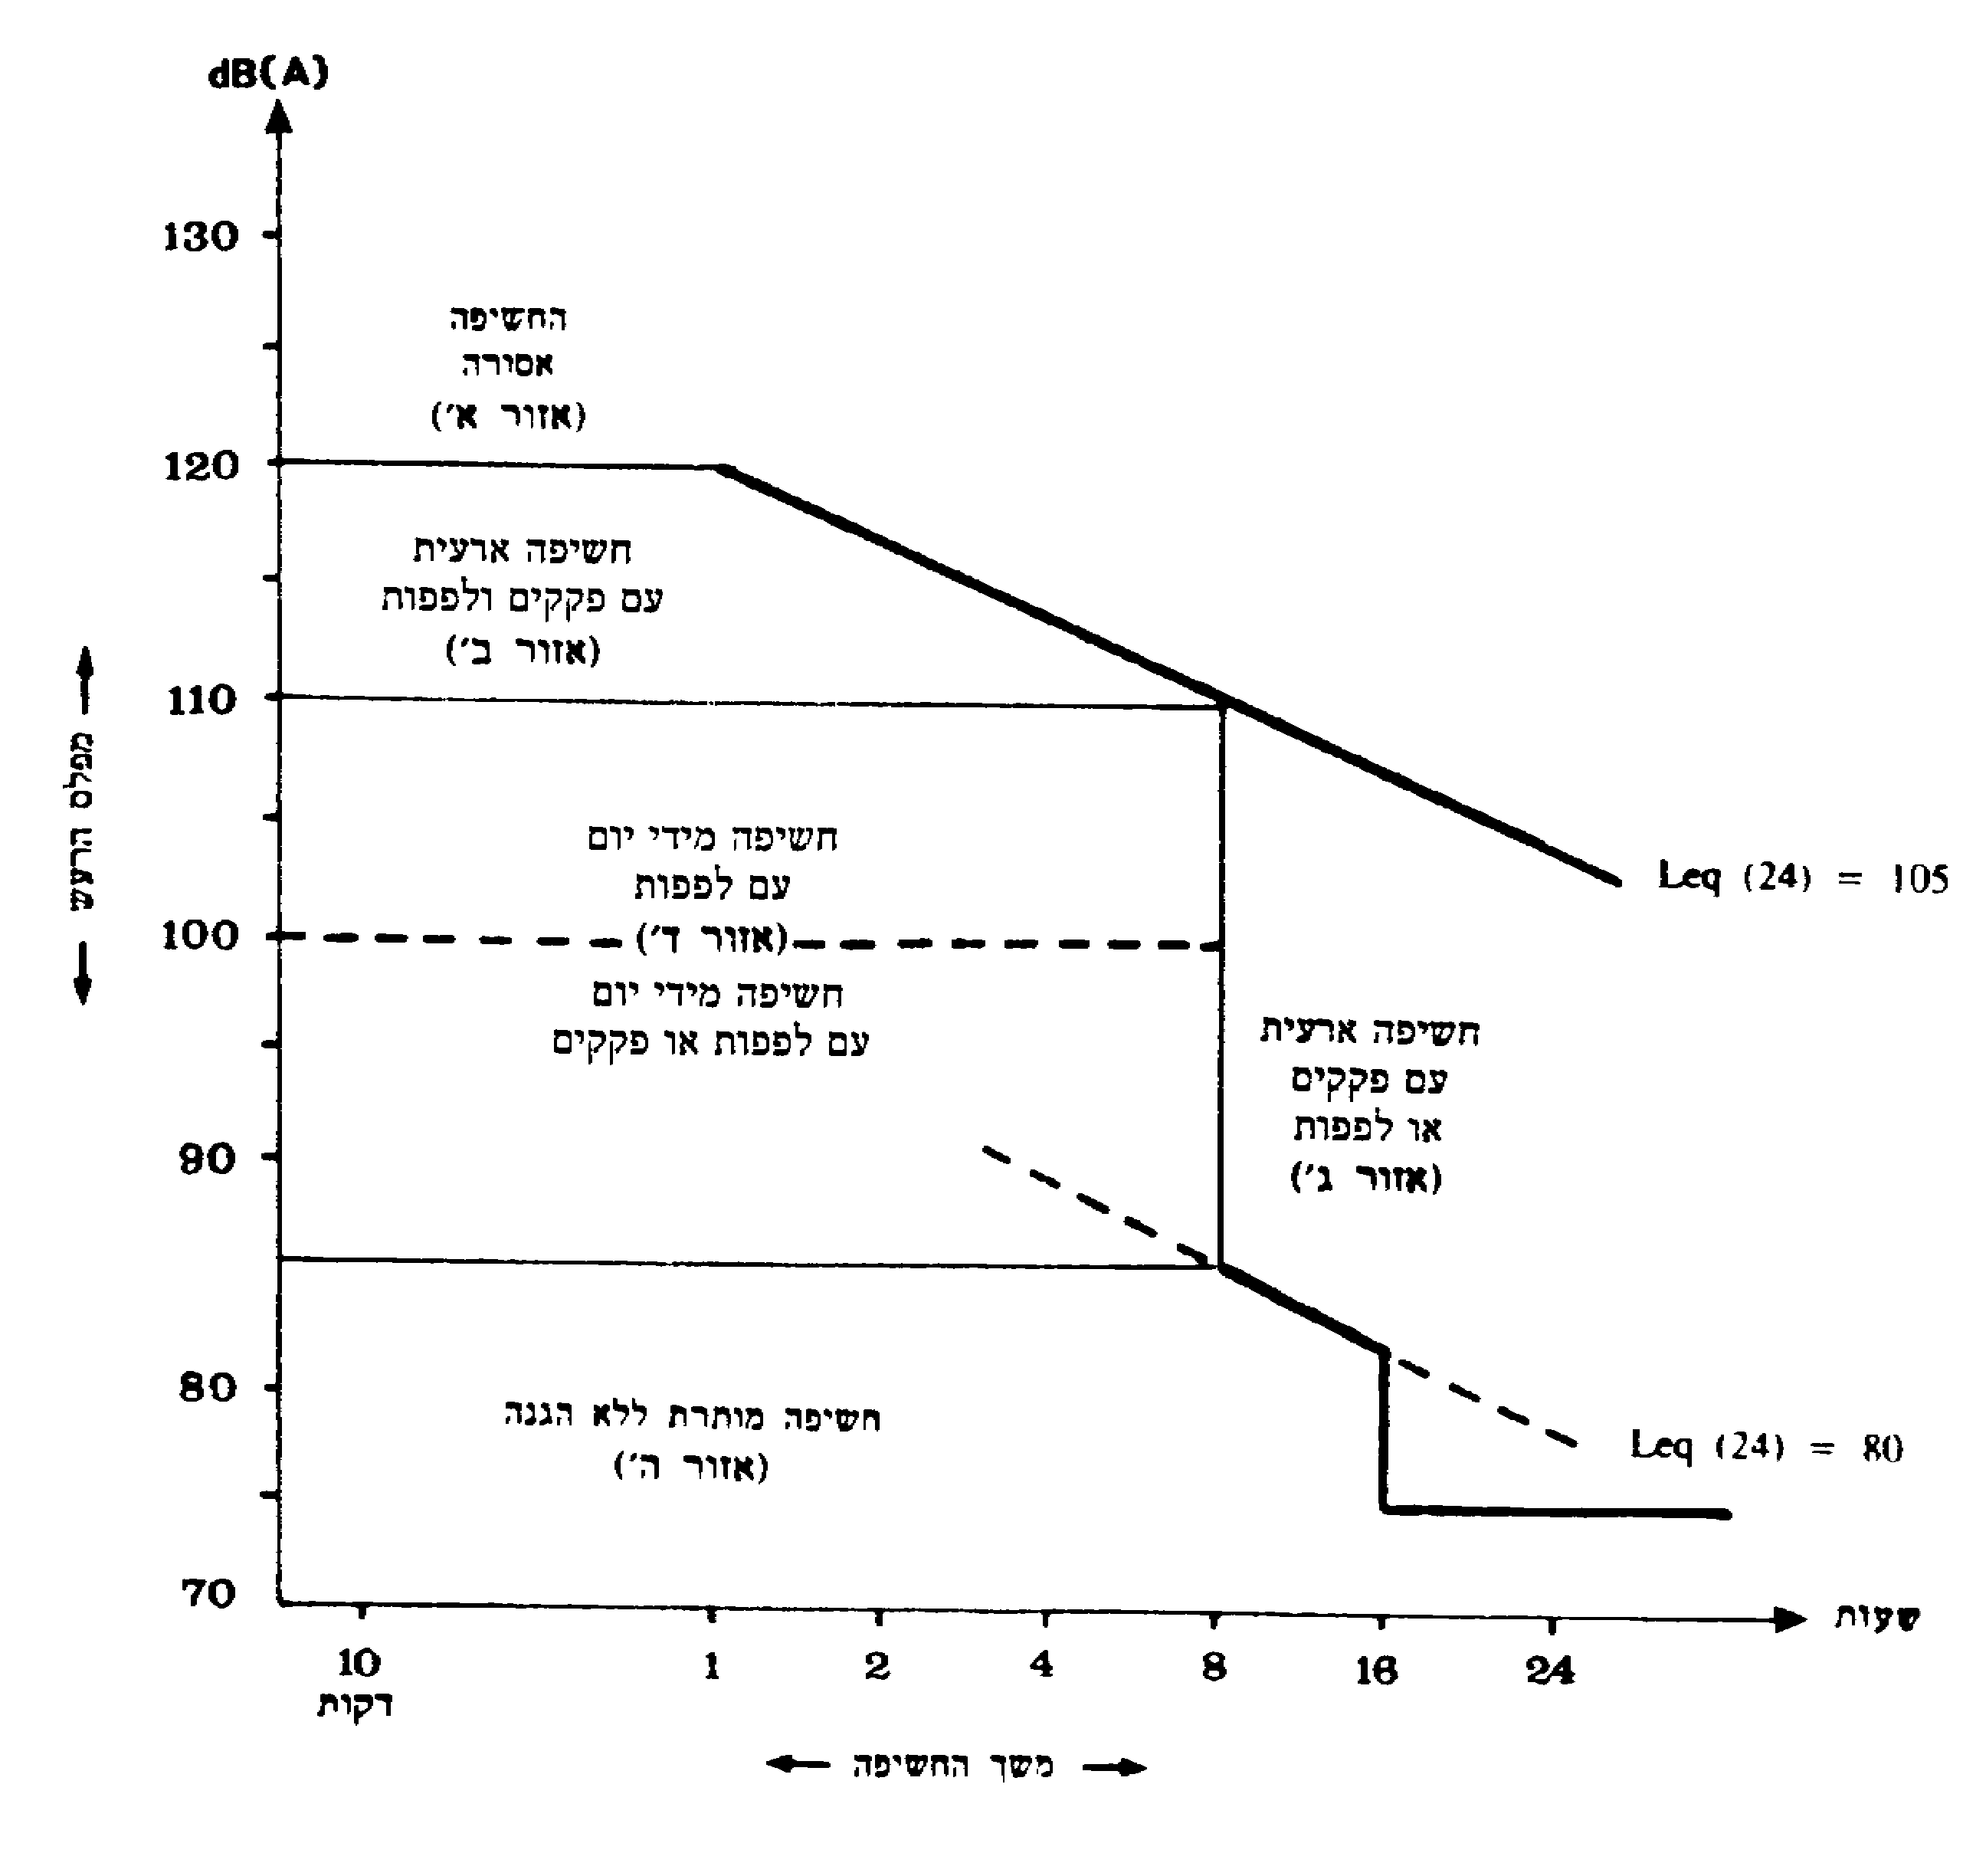 dB(A)
130
החשיפה
אסורה
(אזור א׳)
120
חשיפה ארעית
עם פקקים ולפפות
(אזור ב׳)
110
מפלס הרעש
חשיפה מידי יום
עם לפפות
(אזור ד׳)
100
חשיפה מידי יום
עם לפפות או פקקים
Leq (24) = 105
חשיפה ארעית
עם פקקים
או לפפות
(אזור ג׳)
90
80
חשיפה מותרת ללא הגנה
(אזור ה׳)
Leq (24) = 80
70
שעות
10
דקות
1
2
4
8
16
24
משך החשיפה